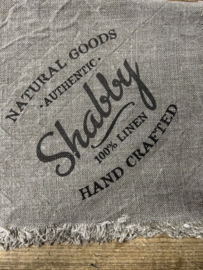 NATURAL GOODS
· AUTHENTIC ·
Shabby
100% LINEN
HAND CRAFTED